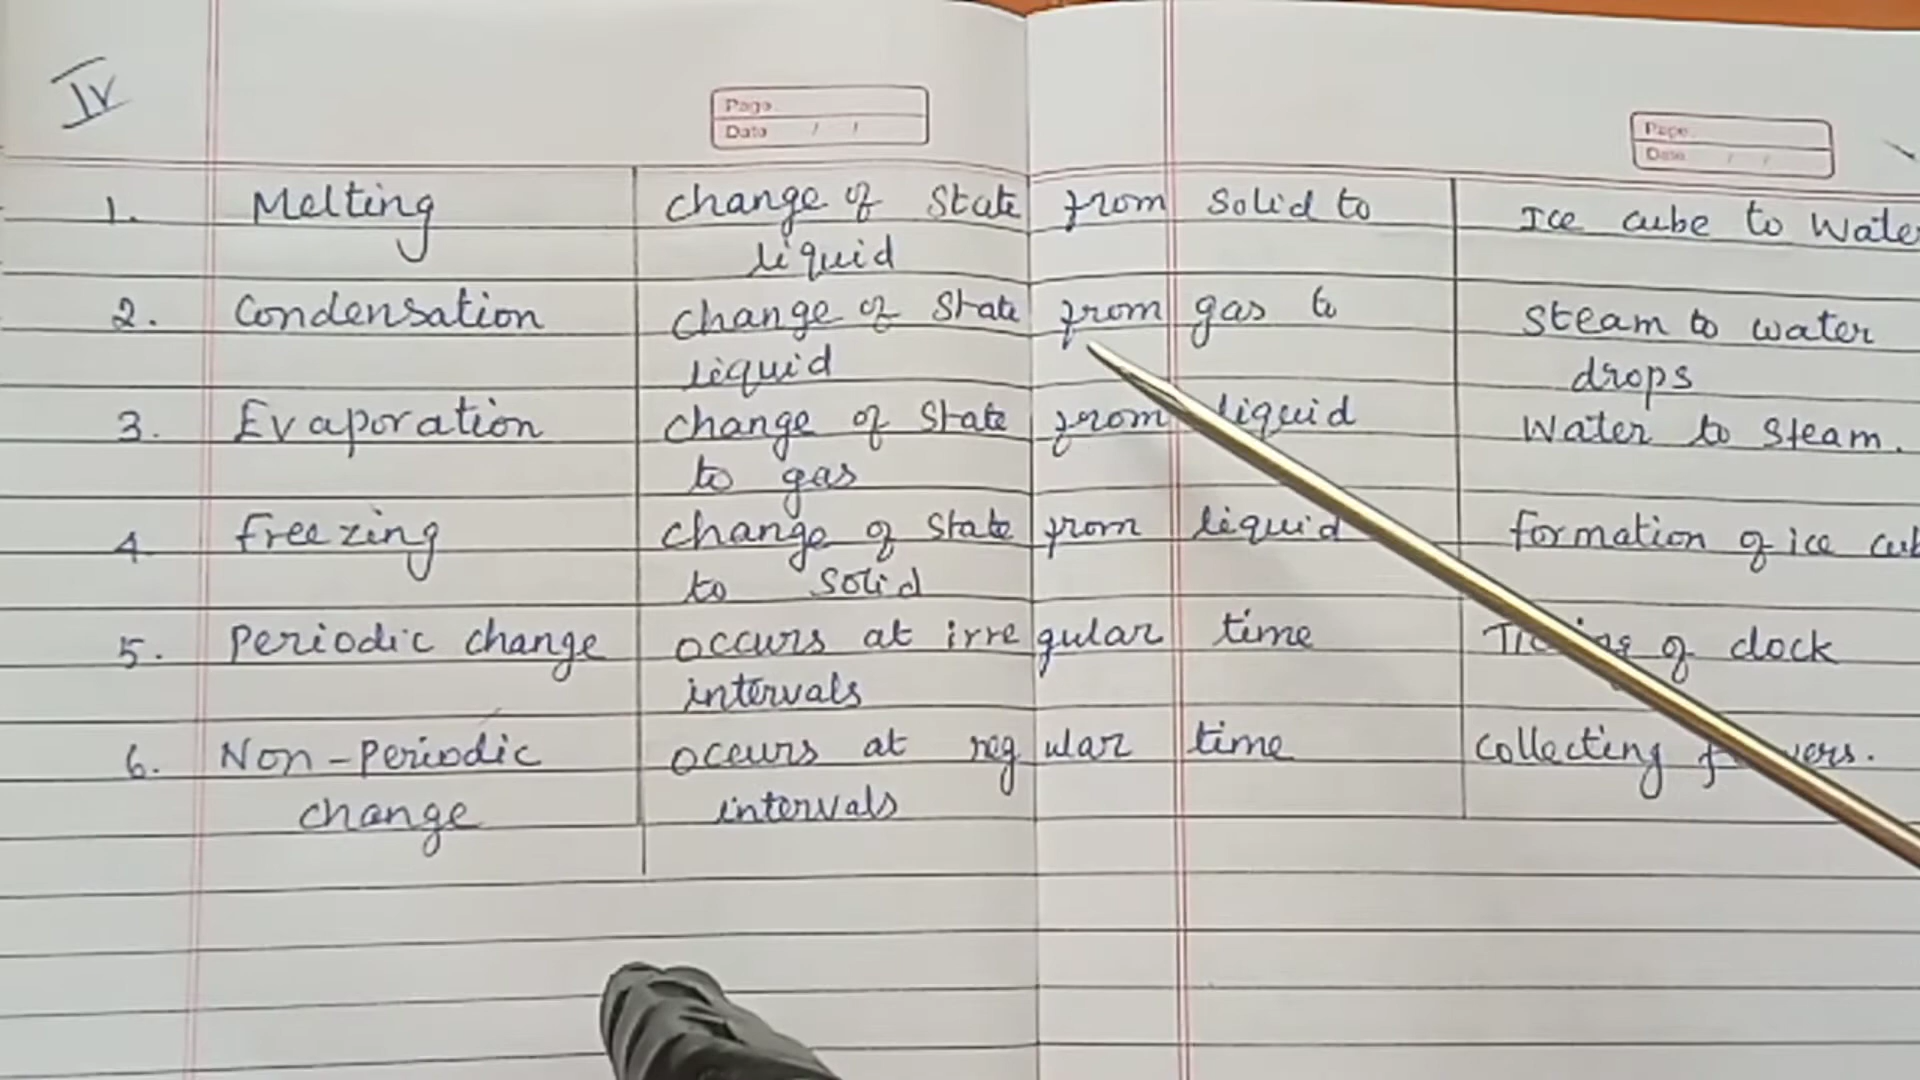 IV
Page
Date / /
Page
Date / /
1. Melting change of State from solid to Ice cube to Water
liquid
2. Condensation change of State from gas to Steam to water
liquid drops
3. Evaporation change of State from liquid Water to Steam.
to gas
4. freezing change of State from liquid formation of ice cub
to solid
5. Periodic change occurs at irregular time of clock
intervals
6. Non-Periodic occurs at regular time collecting
change intervals